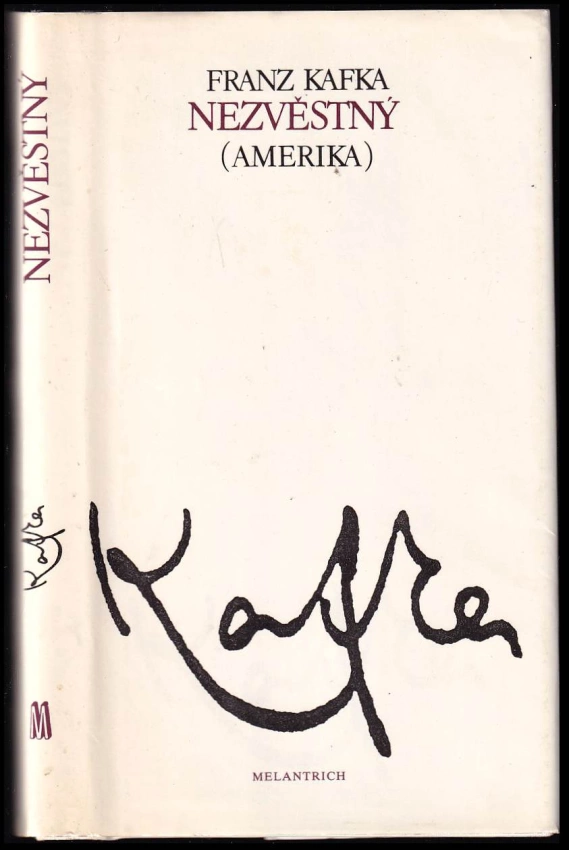 FRANZ KAFKA
NEZVĚSTNÝ
(AMERIKA)
Kafka
MELANTRICH
NEZVĚSTNÝ
Kafka
M